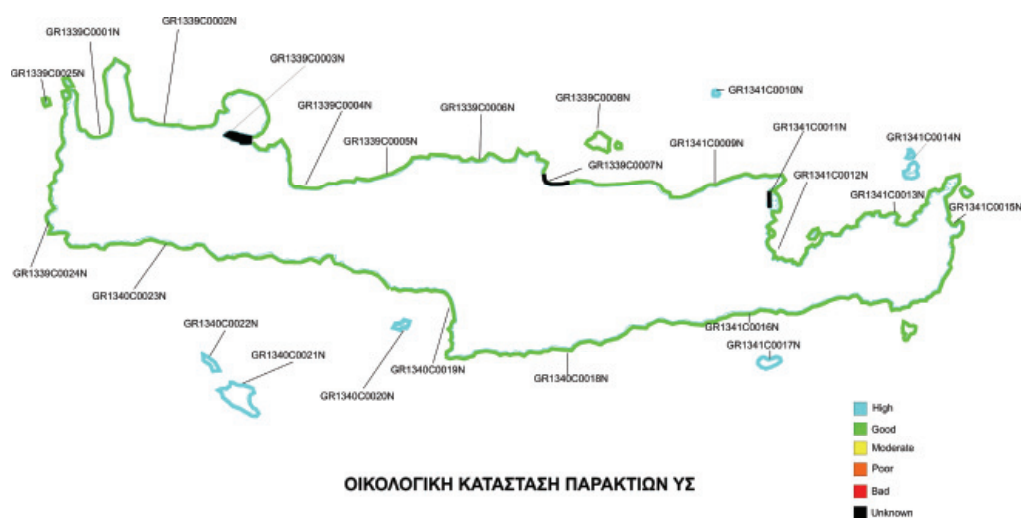 GR1339C0002N
GR1339C0001N
GR1339C0003N
GR1339C0025N
GR1339C0004N
GR1339C0006N
GR1339C0008N
GR1341C0010N
GR1339C0005N
GR1341C0009N
GR1341C0011N
GR1341C0014N
GR1339C0007N
GR1341C0012N
GR1341C0013N
GR1341C0015N
GR1339C0024N
GR1340C0023N
GR1340C0022N
GR1340C0021N
GR1340C0020N
GR1340C0019N
GR1340C0018N
GR1341C0016N
GR1341C0017N
High
Good
Moderate
Poor
Bad
Unknown
ΟΙΚΟΛΟΓΙΚΗ ΚΑΤΑΣΤΑΣΗ ΠΑΡΑΚΤΙΩΝ ΥΣ